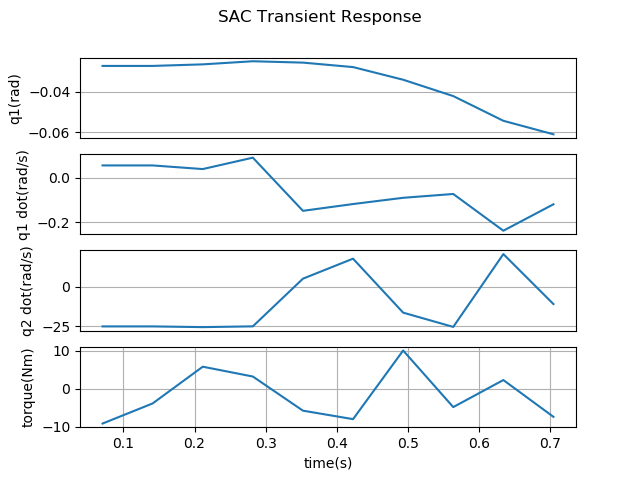 SAC Transient Response
q1(rad)
−0.04
−0.06
q1 dot(rad/s)
0.0
−0.2
q2 dot(rad/s)
0
−25
torque(Nm)
10
0
−10
0.1 0.2 0.3 0.4 0.5 0.6 0.7
time(s)